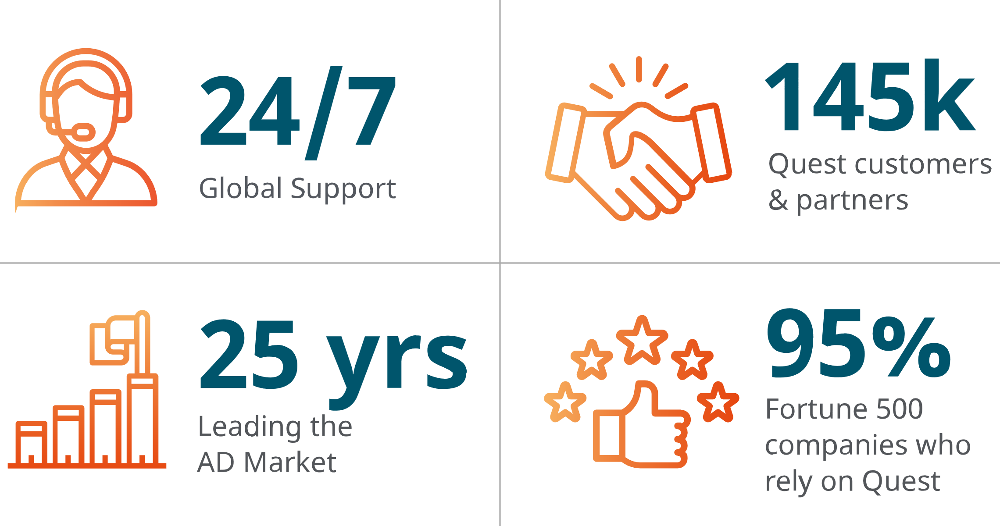 24/7
Global Support
145k
Quest customers
& partners
25 yrs
Leading the
AD Market
95%
Fortune 500
companies who
rely on Quest